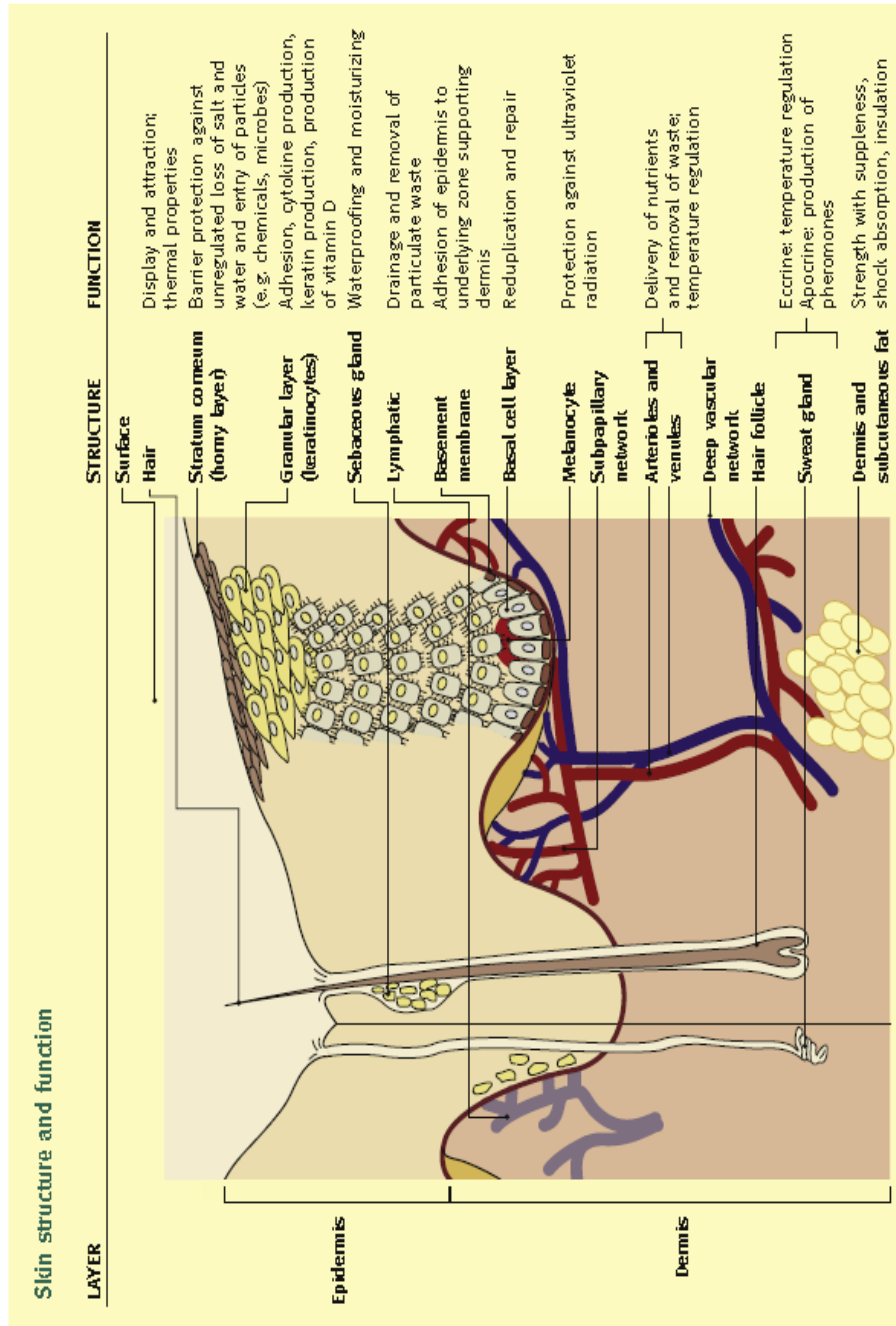 Skin structure and function
LAYER
STRUCTURE
FUNCTION
Epidermis
Dermis
Surface
Hair
Display and attraction;
thermal properties
Stratum corneum
(horny layer)
Barrier protection against
unregulated loss of salt and
water and entry of particles
(e.g. chemicals, microbes)
Granular layer
(keratinocytes)
Adhesion, cytokine production,
keratin production, production
of vitamin D
Sebaceous gland
Waterproofing and moisturizing
Lymphatic
Drainage and removal of
particulate waste
Basement
membrane
Adhesion of epidermis to
underlying zone supporting
dermis
Basal cell layer
Reduplication and repair
Melanocyte
Protection against ultraviolet
radiation
Subpapillary
network
Arterioles and
venules
Delivery of nutrients
and removal of waste;
temperature regulation
Deep vascular
network
Hair follicle
Sweat gland
Eccrine: temperature regulation
Apocrine: production of
pheromones
Dermis and
subcutaneous fat
Strength with suppleness,
shock absorption, insulation